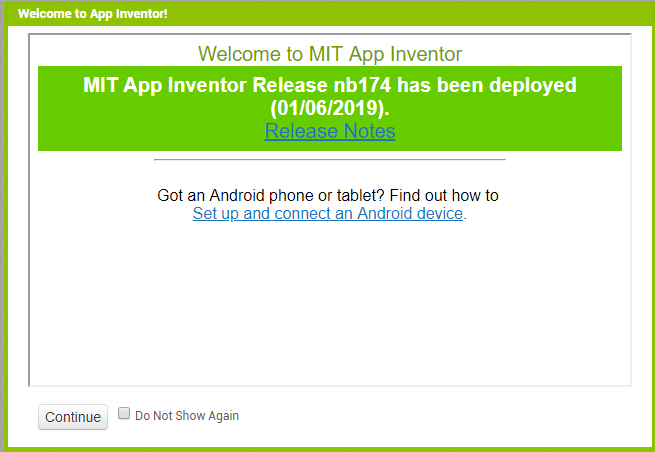 Welcome to App Inventor!
Welcome to MIT App Inventor
MIT App Inventor Release nb174 has been deployed
(01/06/2019).
Release Notes
Got an Android phone or tablet? Find out how to
Set up and connect an Android device.
Continue
Do Not Show Again